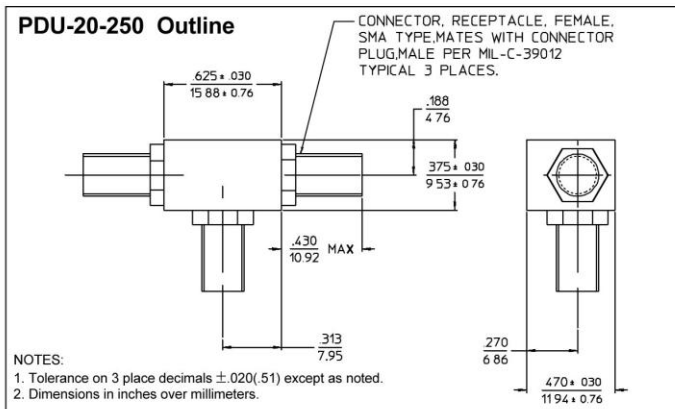 PDU-20-250 Outline
CONNECTOR, RECEPTACLE, FEMALE,
SMA TYPE,MATES WITH CONNECTOR
PLUG,MALE PER MIL-C-39012
TYPICAL 3 PLACES.
.625± .030
15 88± 0.76
.188
4 76
.375± 030
9 53± 0 76
.430
10.92 MAX
.313
7.95
.270
6 86
470± 030
11 94 ± 0.76
NOTES:
1. Tolerance on 3 place decimals ±.020(.51) except as noted.
2. Dimensions in inches over millimeters.